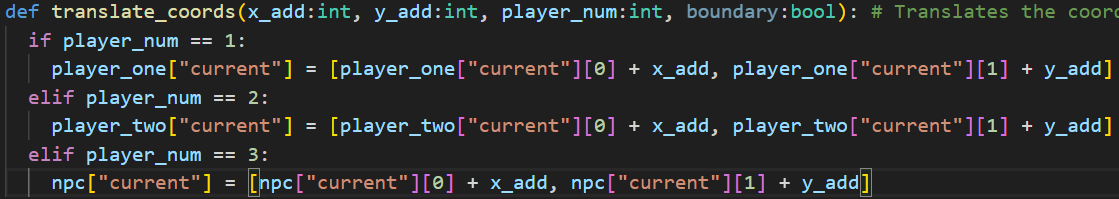 def translate_coords(x_add:int, y_add:int, player_num:int, boundary:bool): # Translates the
if player_num == 1:
player_one["current"] = [player_one["current"][0] + x_add, player_one["current"][1] + y_add]
elif player_num == 2:
player_two["current"] = [player_two["current"][0] + x_add, player_two["current"][1] + y_add]
elif player_num == 3:
npc["current"] = [npc["current"][0] + x_add, npc["current"][1] + y_add]